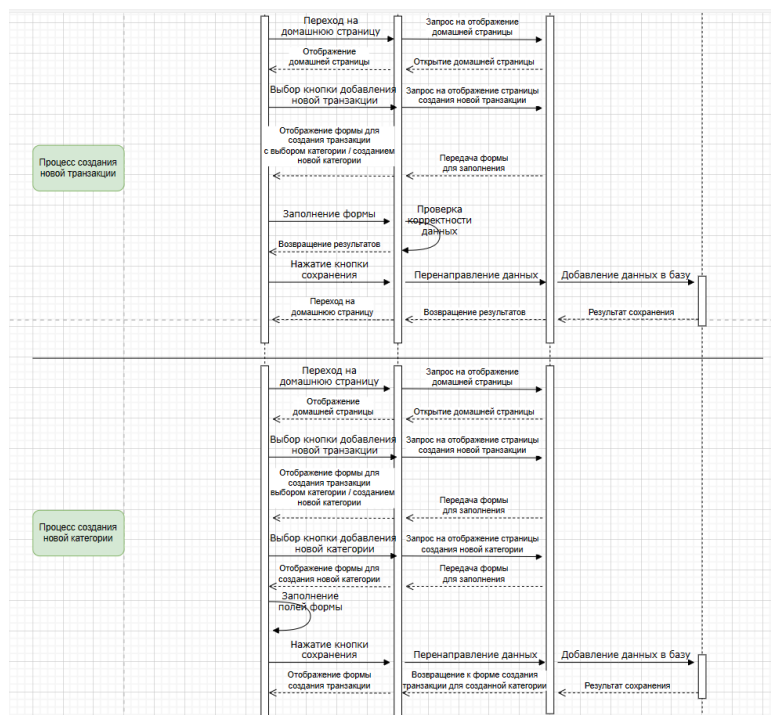 Переход на
домашнюю страницу
Запрос на отображение
домашней страницы
Отображение
домашней страницы
Открытие домашней страницы
Выбор кнопки добавления
новой транзакции
Запрос на отображение страницы
создания новой транзакции
Отображение формы для
создания транзакции
с выбором категории / созданием
новой категории
Процесс создания
новой транзакции
Передача формы
для заполнения
Заполнение формы
Проверка
корректности
данных
Возвращение результатов
Нажатие кнопки
сохранения
Перенаправление данных
Добавление данных в базу
Переход на
домашнюю страницу
Возвращение результатов
Результат сохранения
Переход на
домашнюю страницу
Запрос на отображение
домашней страницы
Отображение
домашней страницы
Открытие домашней страницы
Выбор кнопки добавления
новой транзакции
Запрос на отображение страницы
создания новой транзакции
Отображение формы для
создания транзакции
выбором категории / созданием
новой категории
Передача формы
для заполнения
Процесс создания
новой категории
Выбор кнопки добавления
новой категории
Запрос на отображение страницы
создания новой категории
Отображение формы для
создания новой категории
Передача формы
для заполнения
Заполнение
полей формы
Нажатие кнопки
сохранения
Перенаправление данных
Добавление данных в базу
Отображение формы
создания транзакции
Возвращение к форме создания
транзакции для созданной категории
Результат сохранения